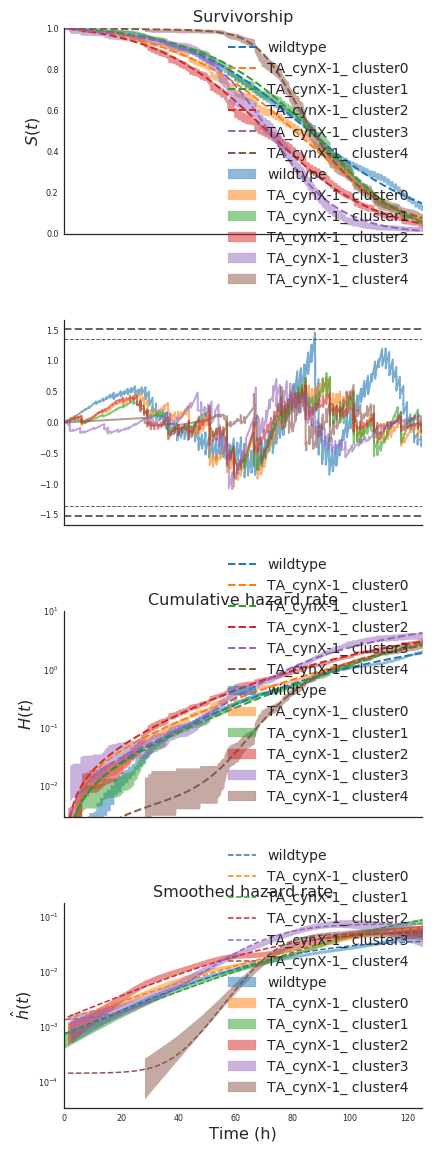 Survivorship
1.0
0.8
0.6
0.4
0.2
0.0
S(t)
wildtype
TA_cynX-1_ cluster0
TA_cynX-1_ cluster1
TA_cynX-1_ cluster2
TA_cynX-1_ cluster3
TA_cynX-1_ cluster4
wildtype
TA_cynX-1_ cluster0
TA_cynX-1_ cluster1
TA_cynX-1_ cluster2
TA_cynX-1_ cluster3
TA_cynX-1_ cluster4
1.5
1.0
0.5
0.0
−0.5
−1.0
−1.5
Cumulative hazard rate
10¹
10⁰
10⁻¹
10⁻²
H(t)
wildtype
TA_cynX-1_ cluster0
TA_cynX-1_ cluster1
TA_cynX-1_ cluster2
TA_cynX-1_ cluster3
TA_cynX-1_ cluster4
wildtype
TA_cynX-1_ cluster0
TA_cynX-1_ cluster1
TA_cynX-1_ cluster2
TA_cynX-1_ cluster3
TA_cynX-1_ cluster4
Smoothed hazard rate
10⁻¹
10⁻²
10⁻³
10⁻⁴
ĥ(t)
wildtype
TA_cynX-1_ cluster0
TA_cynX-1_ cluster1
TA_cynX-1_ cluster2
TA_cynX-1_ cluster3
TA_cynX-1_ cluster4
wildtype
TA_cynX-1_ cluster0
TA_cynX-1_ cluster1
TA_cynX-1_ cluster2
TA_cynX-1_ cluster3
TA_cynX-1_ cluster4
0 20 40 60 80 100 120
Time (h)